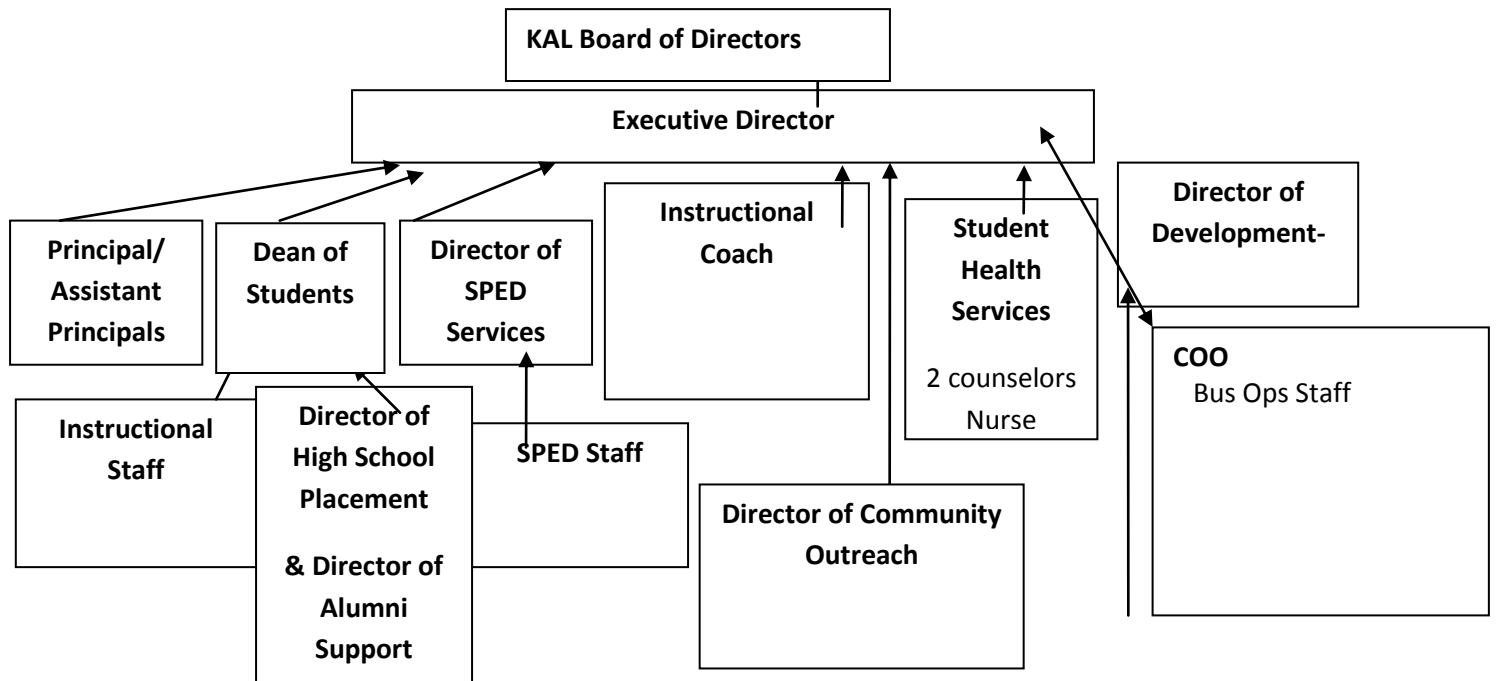 KAL Board of Directors
Executive Director
Principal/
Assistant
Principals
Dean of
Students
Director of
SPED
Services
Instructional
Coach
Student
Health
Services
2 counselors
Nurse
Director of
Development-
COO
Bus Ops Staff
Instructional
Staff
Director of
High School
Placement
& Director of
Alumni
Support
SPED Staff
Director of Community
Outreach